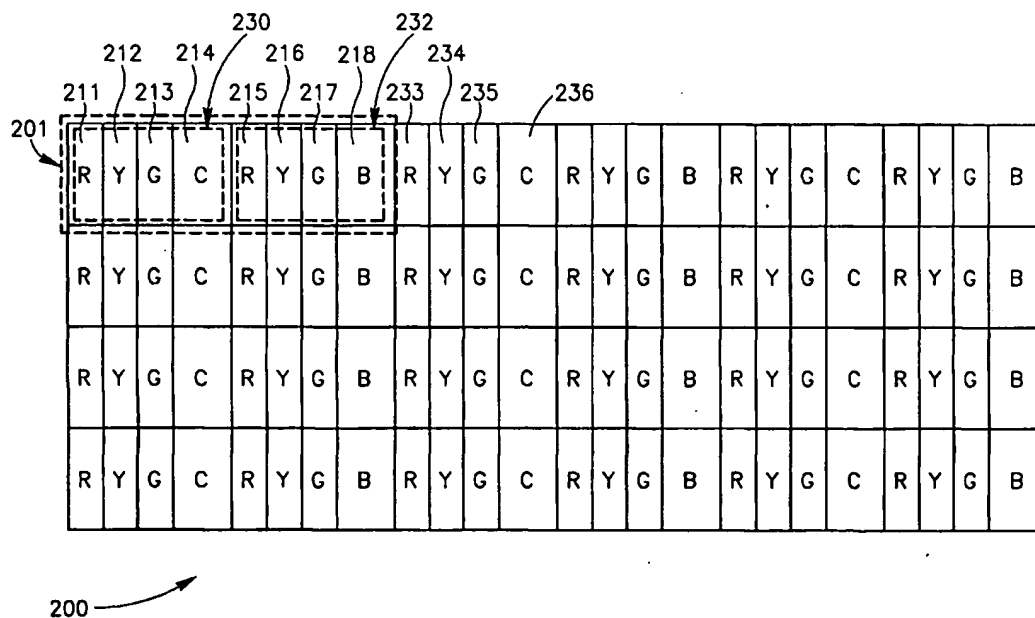 230 232
212 214 216 218 234
211 213 215 217 233 235 236
201
R Y G C R Y G B R Y G C R Y G B R Y G C R Y G B
R Y G C R Y G B R Y G C R Y G B R Y G C R Y G B
R Y G C R Y G B R Y G C R Y G B R Y G C R Y G B
R Y G C R Y G B R Y G C R Y G B R Y G C R Y G B
200